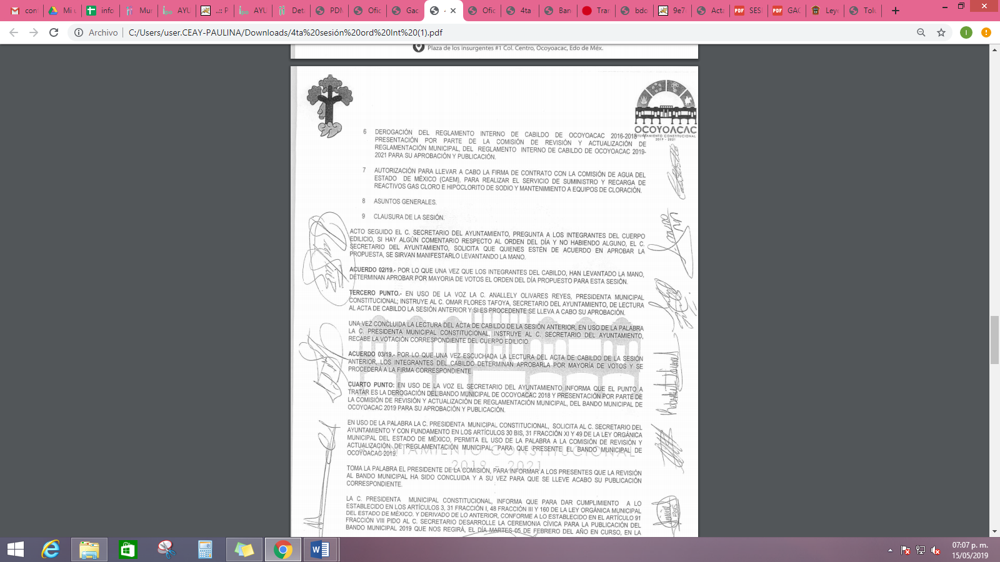 con
Mi u
info
Mur
AYU
..:: P
AYU
Det
PDM
Ofic
Gac
Ofic
4ta
Ban
Trar
bdo
9e7
Acta
SES
GAC
Leye
Tolu
Archivo
C:/Users/user.CEAY-PAULINA/Downloads/4ta%20sesión%20ord%20Int%20(1).pdf
Plaza de los insurgentes #1 Col. Centro, Ocoyoacac, Edo de Méx.
OCOYOACAC
AYUNTAMIENTO CONSTITUCIONAL
2019 - 2021
6 DEROGACIÓN DEL REGLAMENTO INTERNO DE CABILDO DE OCOYOACAC 2016-2018 Y
PRESENTACIÓN POR PARTE DE LA COMISIÓN DE REVISIÓN Y ACTUALIZACIÓN DE
REGLAMENTACIÓN MUNICIPAL, DEL REGLAMENTO INTERNO DE CABILDO DE OCOYOACAC 2019-
2021 PARA SU APROBACIÓN Y PUBLICACIÓN.
7 AUTORIZACIÓN PARA LLEVAR A CABO LA FIRMA DE CONTRATO CON LA COMISIÓN DE AGUA DEL
ESTADO DE MÉXICO (CAEM), PARA REALIZAR EL SERVICIO DE SUMINISTRO Y RECARGA DE
REACTIVOS GAS CLORO E HIPOCLORITO DE SODIO Y MANTENIMIENTO A EQUIPOS DE CLORACIÓN.
8 ASUNTOS GENERALES.
9 CLAUSURA DE LA SESIÓN.
ACTO SEGUIDO EL C. SECRETARIO DEL AYUNTAMIENTO, PREGUNTA A LOS INTEGRANTES DEL CUERPO
EDILICIO, SI HAY ALGÚN COMENTARIO RESPECTO AL ORDEN DEL DÍA Y NO HABIENDO ALGUNO, EL C.
SECRETARIO DEL AYUNTAMIENTO, SOLICITA QUE QUIENES ESTÉN DE ACUERDO EN APROBAR LA
PROPUESTA, SE SIRVAN MANIFESTARLO LEVANTANDO LA MANO.
ACUERDO 02/19.- POR LO QUE UNA VEZ QUE LOS INTEGRANTES DEL CABILDO, HAN LEVANTADO LA MANO,
DETERMINAN APROBAR POR MAYORIA DE VOTOS EL ORDEN DEL DÍA PROPUESTO PARA ESTA SESIÓN.
TERCERO PUNTO.- EN USO DE LA VOZ LA C. ANALLELY OLIVARES REYES, PRESIDENTA MUNICIPAL
CONSTITUCIONAL; INSTRUYE AL C. OMAR FLORES TAFOYA, SECRETARIO DEL AYUNTAMIENTO, DE LECTURA
AL ACTA DE CABILDO LA SESIÓN ANTERIOR Y SI ES PROCEDENTE SE LLEVA A CABO SU APROBACIÓN.
UNA VEZ CONCLUIDA LA LECTURA DEL ACTA DE CABILDO DE LA SESIÓN ANTERIOR, EN USO DE LA PALABRA
LA C. PRESIDENTA MUNICIPAL CONSTITUCIONAL, INSTRUYE AL C. SECRETARIO DEL AYUNTAMIENTO,
RECABE LA VOTACIÓN CORRESPONDIENTE DEL CUERPO EDILICIO.
ACUERDO 03/19.- POR LO QUE UNA VEZ ESCUCHADA LA LECTURA DEL ACTA DE CABILDO DE LA SESIÓN
ANTERIOR, LOS INTEGRANTES DEL CABILDO DETERMINAN APROBARLA POR MAYORÍA DE VOTOS Y SE
PROCEDERÁ A LA FIRMA CORRESPONDIENTE.
CUARTO PUNTO: EN USO DE LA VOZ EL SECRETARIO DEL AYUNTAMIENTO INFORMA QUE EL PUNTO A
TRATAR ES LA DEROGACIÓN DEL BANDO MUNICIPAL DE OCOYOACAC 2018 Y PRESENTACIÓN POR PARTE DE
LA COMISIÓN DE REVISIÓN Y ACTUALIZACIÓN DE REGLAMENTACIÓN MUNICIPAL, DEL BANDO MUNICIPAL DE
OCOYOACAC 2019 PARA SU APROBACIÓN Y PUBLICACIÓN.
EN USO DE LA PALABRA LA C. PRESIDENTA MUNICIPAL CONSTITUCIONAL, SOLICITA AL C. SECRETARIO DEL
AYUNTAMIENTO Y CON FUNDAMENTO EN LOS ARTÍCULOS 30 BIS, 31 FRACCIÓN XI Y 49 DE LA LEY ORGÁNICA
MUNICIPAL DEL ESTADO DE MÉXICO, PERMITA EL USO DE LA PALABRA A LA COMISIÓN DE REVISIÓN Y
ACTUALIZACIÓN DE REGLAMENTACIÓN MUNICIPAL PARA QUE PRESENTE EL BANDO MUNICIPAL DE
OCOYOACAC 2019.
NTAMIENTO CONSTITUCIONAL
2019 - 2021
TOMA LA PALABRA EL PRESIDENTE DE LA COMISIÓN, PARA INFORMAR A LOS PRESENTES QUE LA REVISIÓN
AL BANDO MUNICIPAL HA SIDO CONCLUIDA Y A SU VEZ PARA QUE SE LLEVE ACABO SU PUBLICACIÓN
CORRESPONDIENTE.
LA C. PRESIDENTA MUNICIPAL CONSTITUCIONAL, INFORMA QUE PARA DAR CUMPLIMIENTO A LO
ESTABLECIDO EN LOS ARTÍCULOS 3, 31 FRACCIÓN I, 48 FRACCIÓN III Y 160 DE LA LEY ORGÁNICA MUNICIPAL
DEL ESTADO DE MÉXICO. Y DERIVADO DE LO ANTERIOR, CONFORME A LO ESTABLECIDO EN EL ARTÍCULO 91
FRACCIÓN VIII PIDO AL C. SECRETARIO DESARROLLE LA CEREMONIA CÍVICA PARA LA PUBLICACIÓN DEL
BANDO MUNICIPAL 2019 QUE NOS REGIRÁ, EL DÍA MARTES 05 DE FEBRERO DEL AÑO EN CURSO, EN LA
07:07 p. m.
15/05/2019